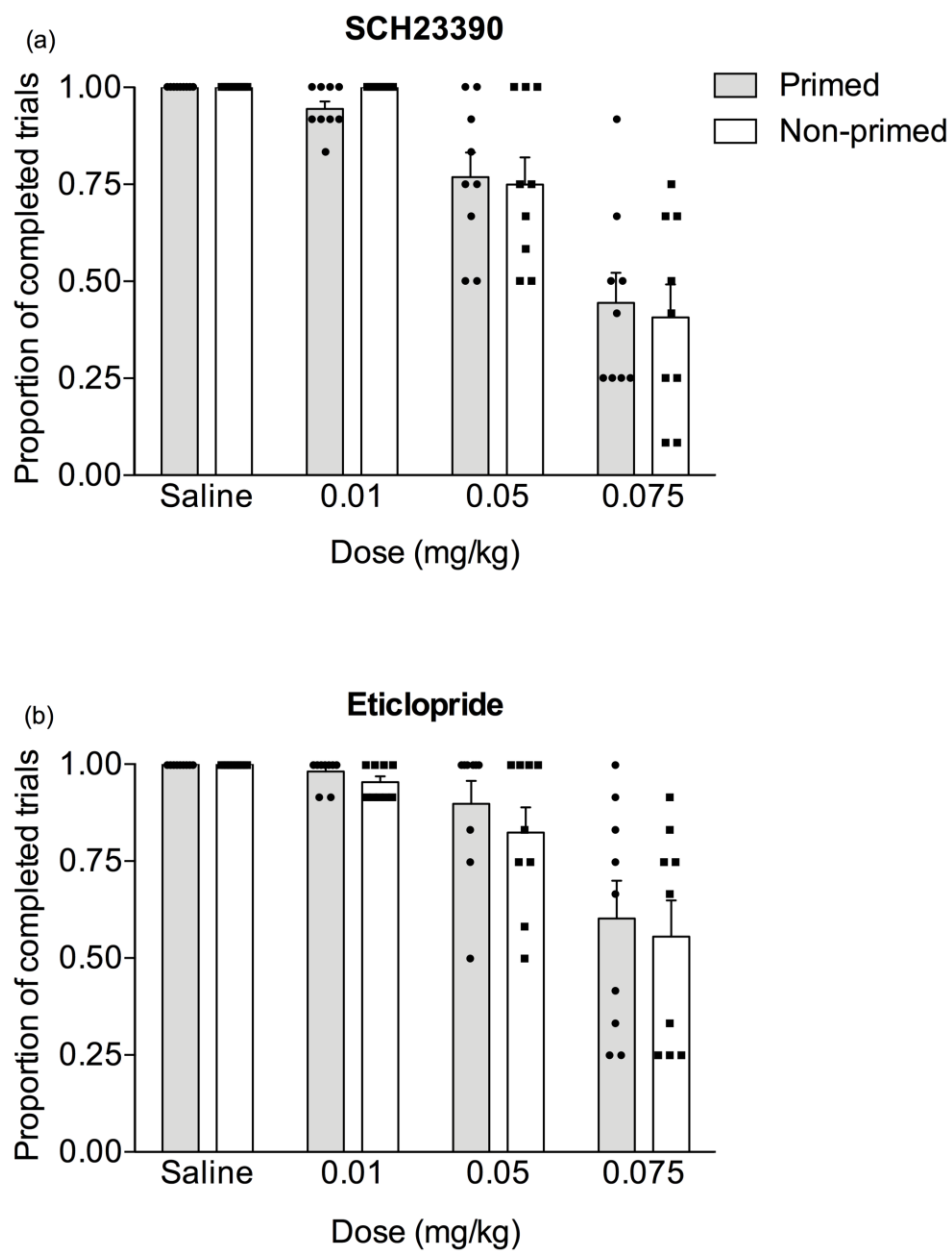 (a)
SCH23390
Primed
Non-primed
Proportion of completed trials
1.00
0.75
0.50
0.25
0.00
Saline 0.01 0.05 0.075
Dose (mg/kg)
(b)
Eticlopride
Proportion of completed trials
1.00
0.75
0.50
0.25
0.00
Saline 0.01 0.05 0.075
Dose (mg/kg)